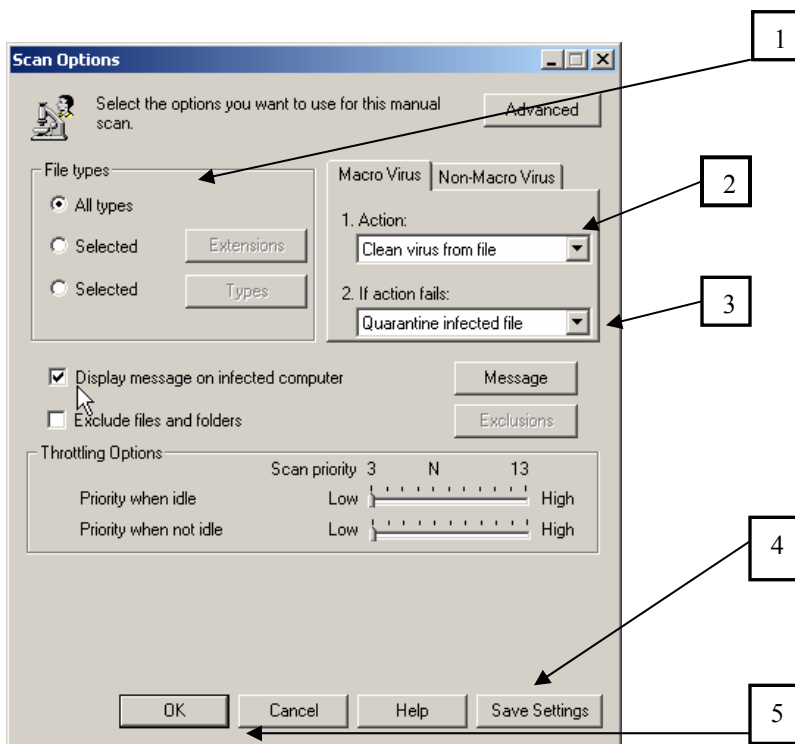 1
Scan Options
Select the options you want to use for this manual
scan.
Advanced
File types
All types
Selected
Extensions
Selected
Types
Macro Virus
Non-Macro Virus
1. Action:
Clean virus from file
2. If action fails:
Quarantine infected file
2
3
Display message on infected computer
Message
Exclude files and folders
Exclusions
Throttling Options
Scan priority 3 N 13
Priority when idle Low High
Priority when not idle Low High
4
OK
Cancel
Help
Save Settings
5